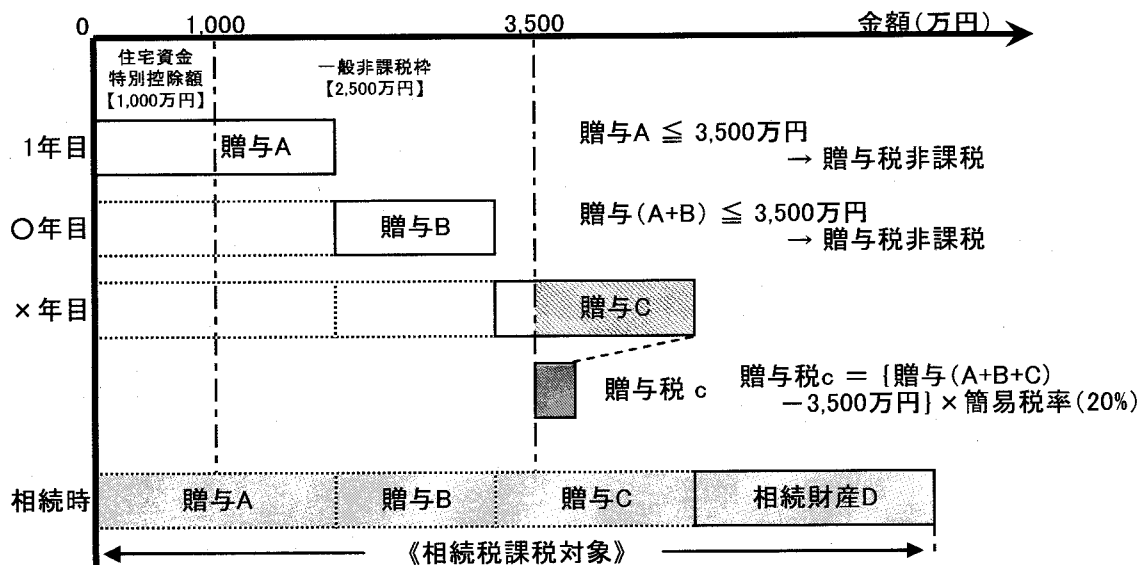 0
1,000
3,500
金額(万円)
住宅資金
特別控除額
【1,000万円】
一般非課税枠
【2,500万円】
1年目
贈与A
贈与A ≦ 3,500万円
→ 贈与税非課税
〇年目
贈与B
贈与(A+B) ≦ 3,500万円
→ 贈与税非課税
×年目
贈与C
贈与税 c
贈与税c = {贈与(A+B+C)
-3,500万円}×簡易税率(20%)
相続時
贈与A
贈与B
贈与C
相続財産D
《相続税課税対象》